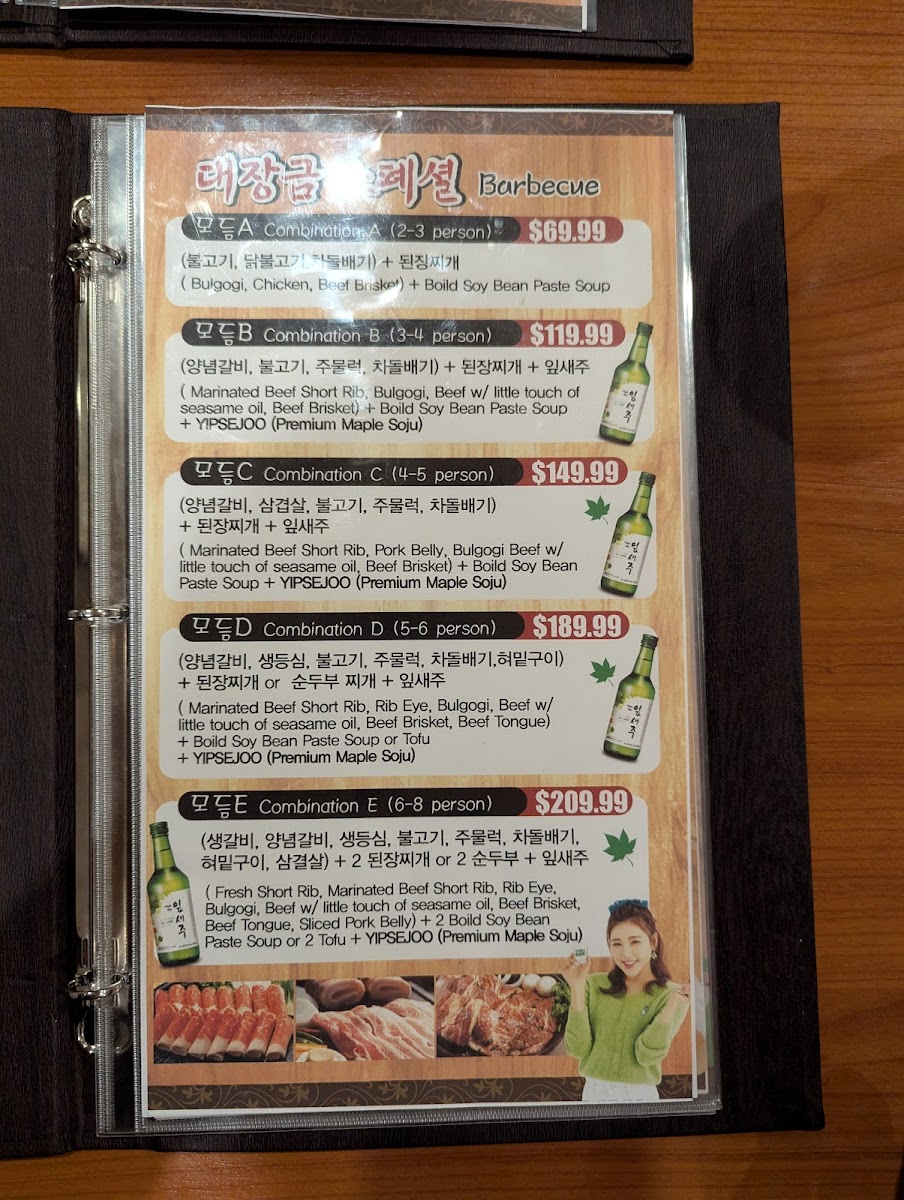 대장금 스페셜 Barbecue
모듬A Combination A (2-3 person) $69.99
(불고기, 닭불고기,차돌배기) + 된장찌개
( Bulgogi, Chicken, Beef Brisket) + Boild Soy Bean Paste Soup
모듬B Combination B (3-4 person) $119.99
(양념갈비, 불고기, 주물럭, 차돌배기) + 된장찌개 + 잎새주
( Marinated Beef Short Rib, Bulgogi, Beef w/ little touch of
seasame oil, Beef Brisket) + Boild Soy Bean Paste Soup
+ YIPSEJOO (Premium Maple Soju)
잎새주
모듬C Combination C (4-5 person) $149.99
(양념갈비, 삼겹살, 불고기, 주물럭, 차돌배기)
+ 된장찌개 + 잎새주
( Marinated Beef Short Rib, Pork Belly, Bulgogi Beef w/
little touch of seasame oil, Beef Brisket) + Boild Soy Bean
Paste Soup + YIPSEJOO (Premium Maple Soju)
잎새주
모듬D Combination D (5-6 person) $189.99
(양념갈비, 생등심, 불고기, 주물럭, 차돌배기,혀밑구이)
+ 된장찌개 or 순두부 찌개 + 잎새주
( Marinated Beef Short Rib, Rib Eye, Bulgogi, Beef w/
little touch of seasame oil, Beef Brisket, Beef Tongue)
+ Boild Soy Bean Paste Soup or Tofu
+ YIPSEJOO (Premium Maple Soju)
잎새주
모듬E Combination E (6-8 person) $209.99
(생갈비, 양념갈비, 생등심, 불고기, 주물럭, 차돌배기,
혀밑구이, 삼결살) + 2 된장찌개 or 2 순두부 + 잎새주
( Fresh Short Rib, Marinated Beef Short Rib, Rib Eye,
Bulgogi, Beef w/ little touch of seasame oil, Beef Brisket,
Beef Tongue, Sliced Pork Belly) + 2 Boild Soy Bean
Paste Soup or 2 Tofu + YIPSEJOO (Premium Maple Soju)
잎새주